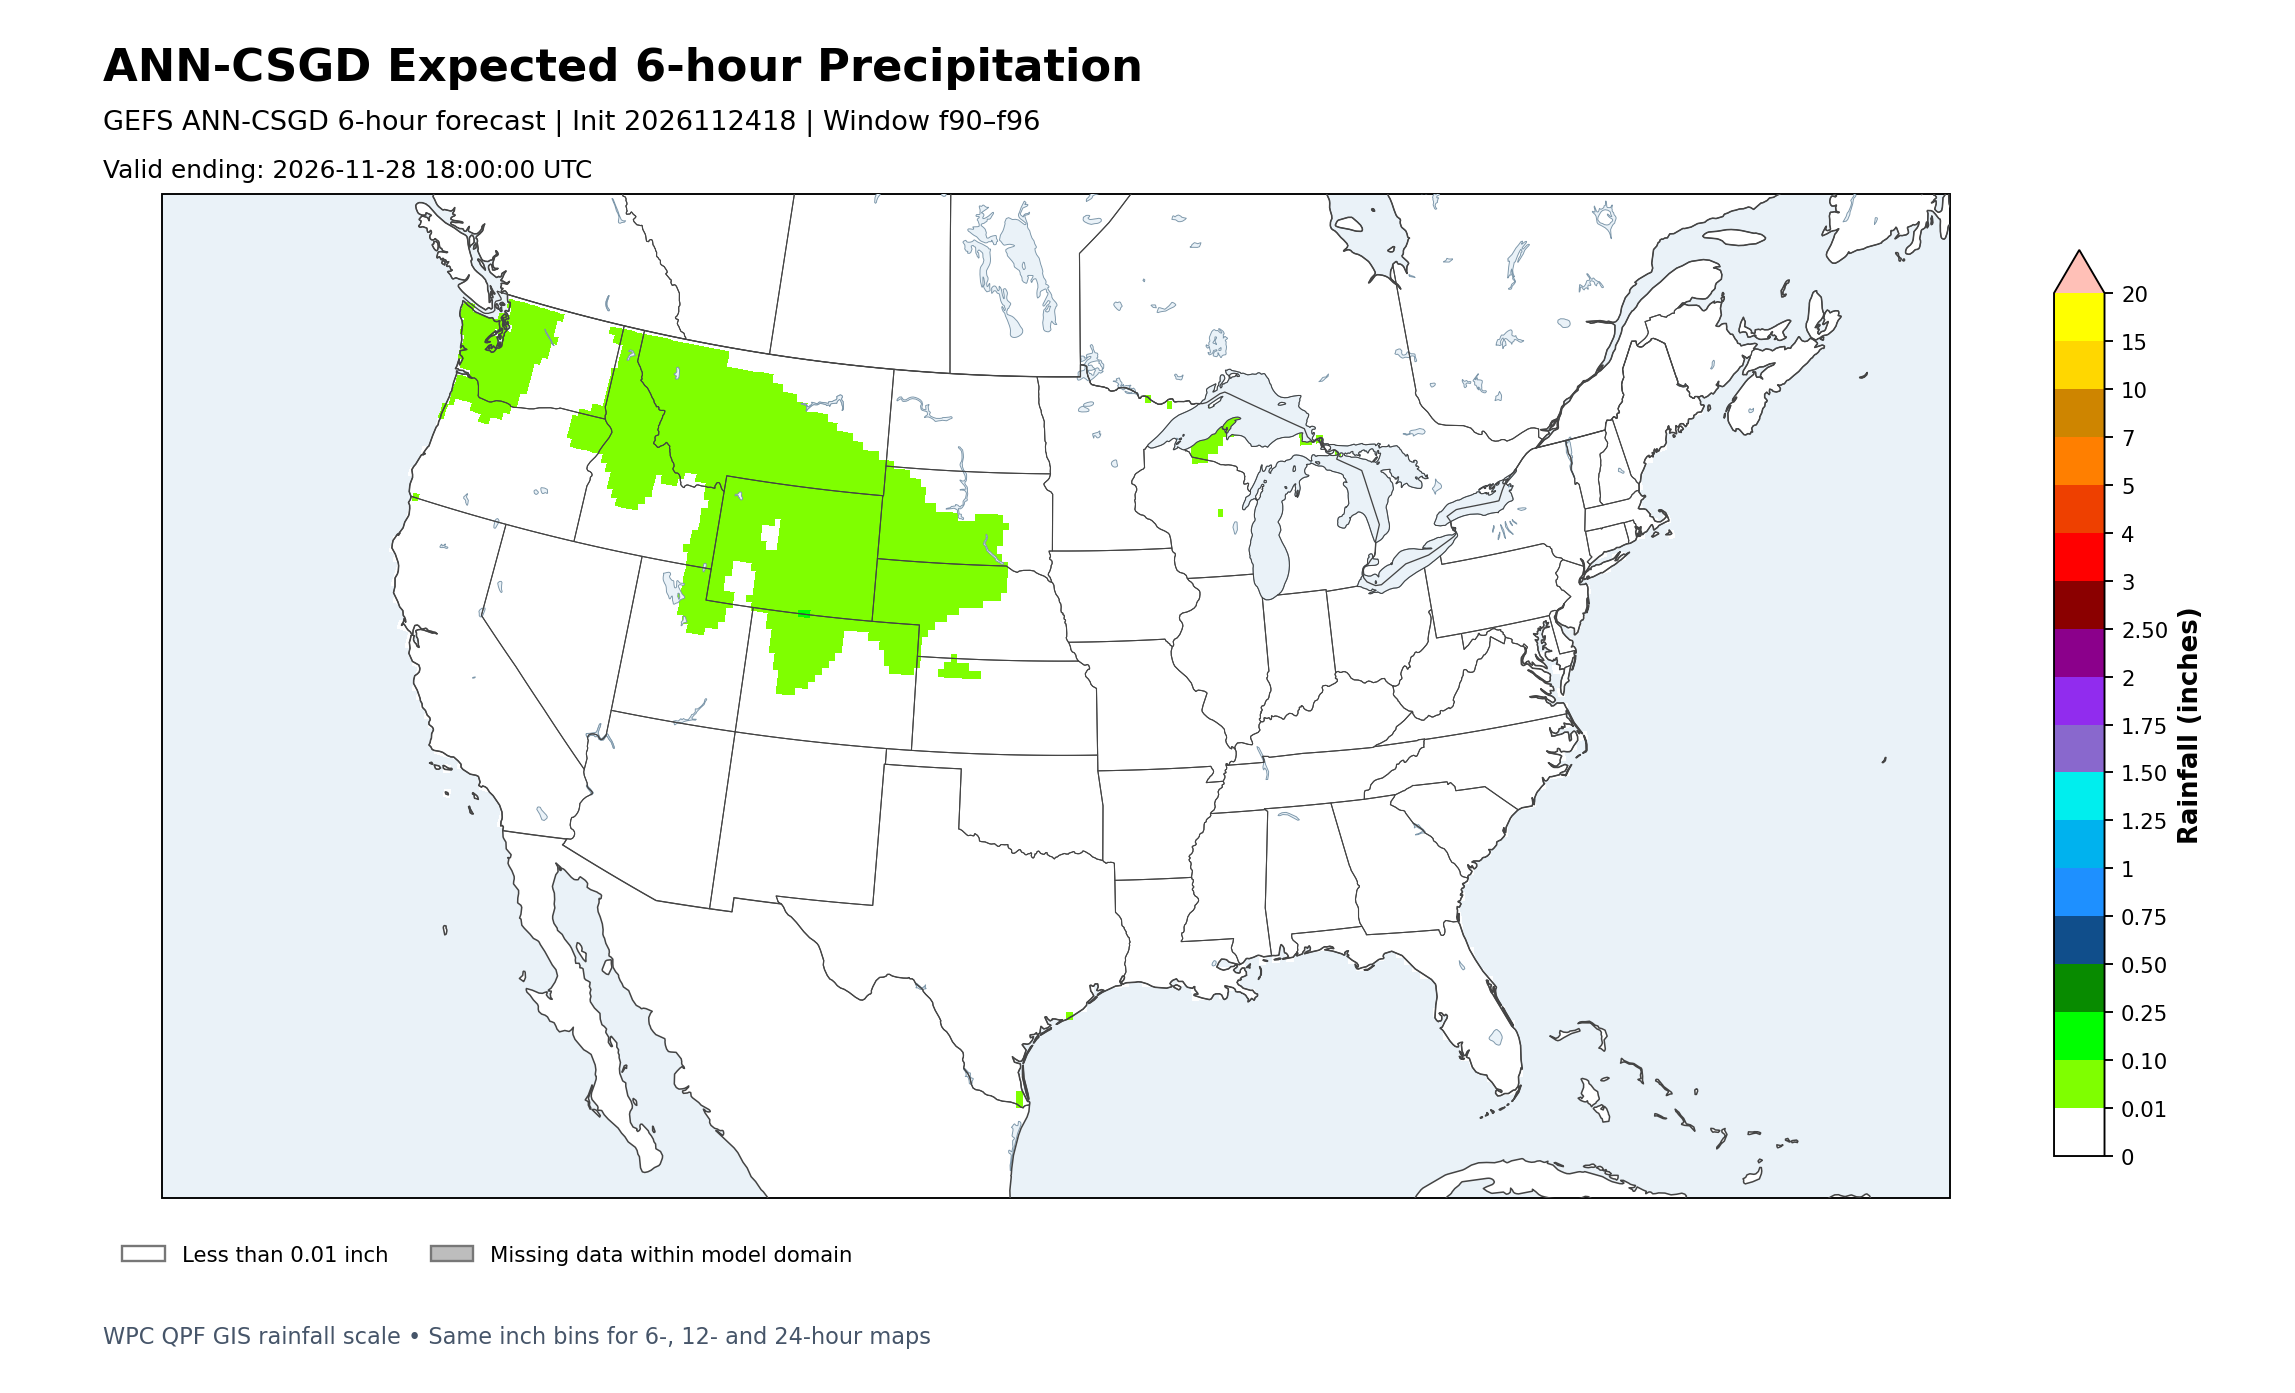 ANN-CSGD Expected 6-hour Precipitation
GEFS ANN-CSGD 6-hour forecast | Init 2026112418 | Window f90–f96
Valid ending: 2026-11-28 18:00:00 UTC
20
15
10
7
5
4
3
2.50
2
1.75
1.50
1.25
1
0.75
0.50
0.25
0.10
0.01
0
Rainfall (inches)
Less than 0.01 inch
Missing data within model domain
WPC QPF GIS rainfall scale • Same inch bins for 6-, 12- and 24-hour maps